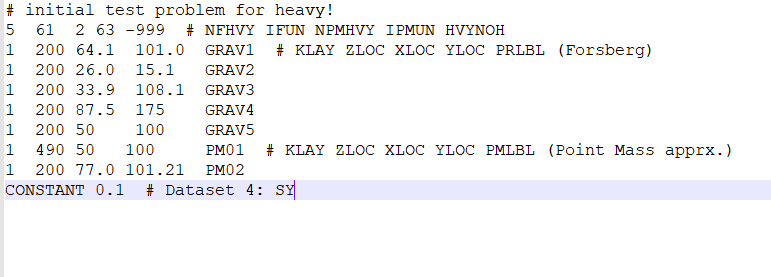 # initial test problem for heavy!
5  61  2 63 -999  # NFHVY IFUN NPMHVY IPMUN HVYNOH
1  200 64.1  101.0  GRAV1  # KLAY ZLOC XLOC YLOC PRLBL (Forsberg)
1  200 26.0  15.1   GRAV2
1  200 33.9  108.1  GRAV3
1  200 87.5  175    GRAV4
1  200 50    100    GRAV5
1  490 50   100     PM01  # KLAY ZLOC XLOC YLOC PMLBL (Point Mass apprx.)
1  200 77.0 101.21  PM02
CONSTANT 0.1  # Dataset 4: SY